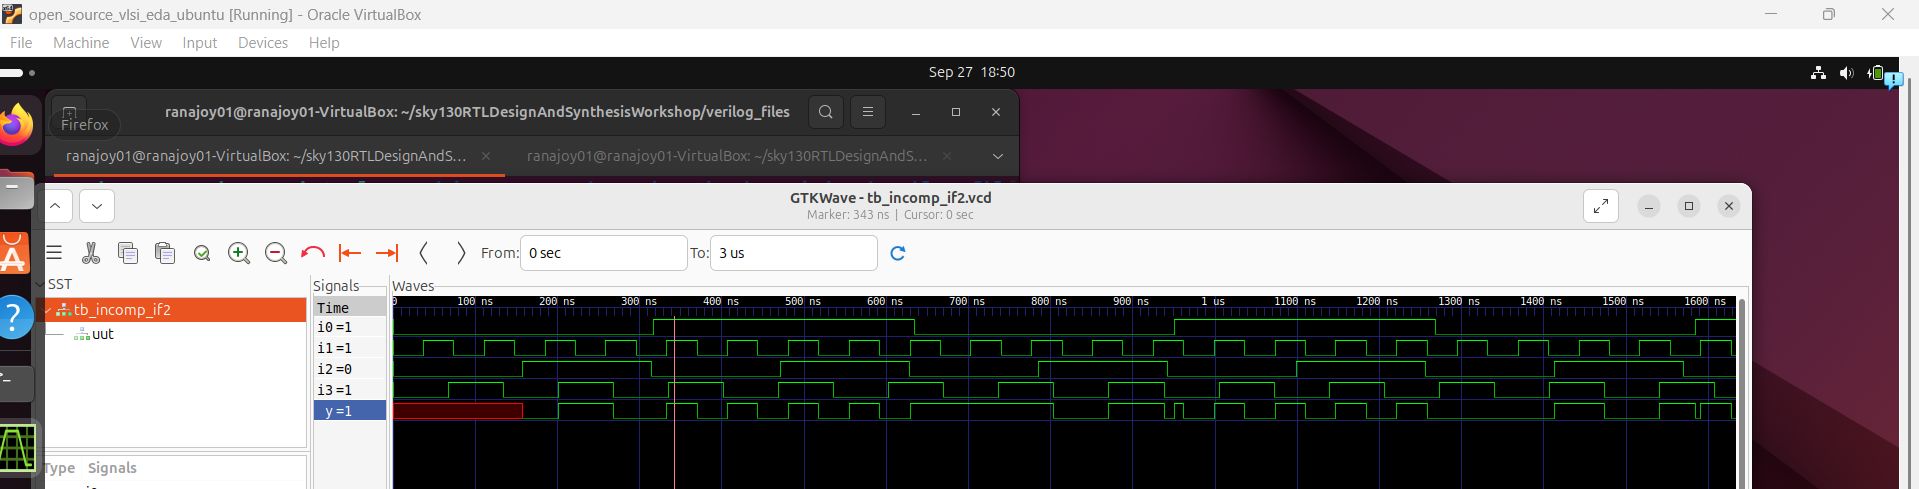 open_source_vlsi_eda_ubuntu [Running] - Oracle VirtualBox
File Machine View Input Devices Help
Sep 27 18:50
ranajoy01@ranajoy01-VirtualBox: ~/sky130RTLDesignAndSynthesisWorkshop/verilog_files
Firefox
ranajoy01@ranajoy01-VirtualBox: ~/sky130RTLDesignAndS... ranajoy01@ranajoy01-VirtualBox: ~/sky130RTLDesignAndS...
GTKWave - tb_incomp_if2.vcd
Marker: 343 ns | Cursor: 0 sec
From: 0 sec To: 3 us
SST
Signals
Waves
tb_incomp_if2
uut
Time
0 100 ns 200 ns 300 ns 400 ns 500 ns 600 ns 700 ns 800 ns 900 ns 1 us 1100 ns 1200 ns 1300 ns 1400 ns 1500 ns 1600 ns
i0=1
i1=1
i2=0
i3=1
y=1
Type Signals